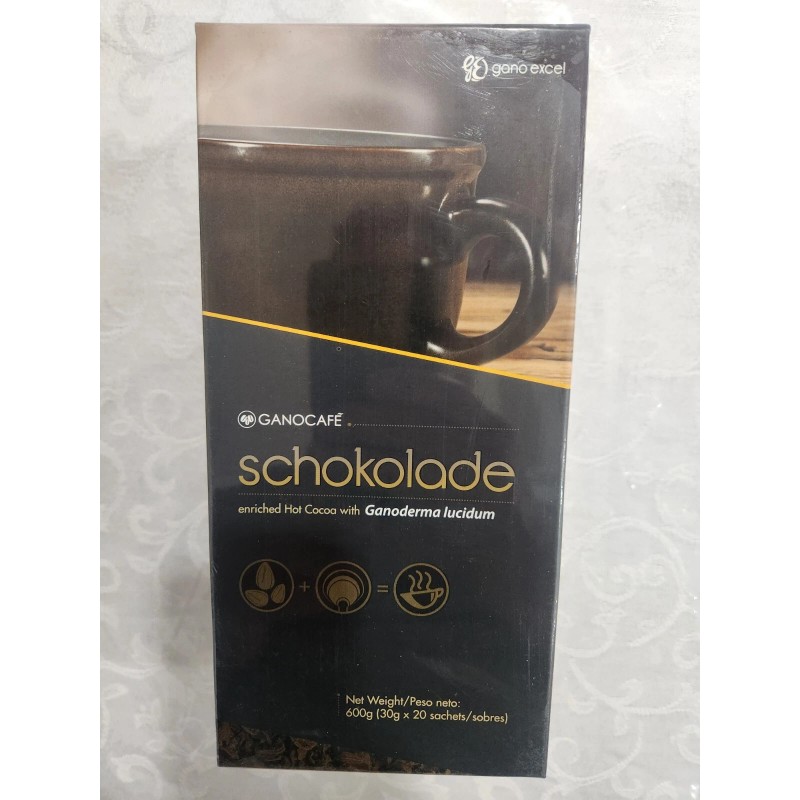 gano excel
GANOCAFÉ
schokolade
enriched Hot Cocoa with Ganoderma lucidum
+ =
Net Weight/Peso neto:
600g (30g x 20 sachets/sobres)